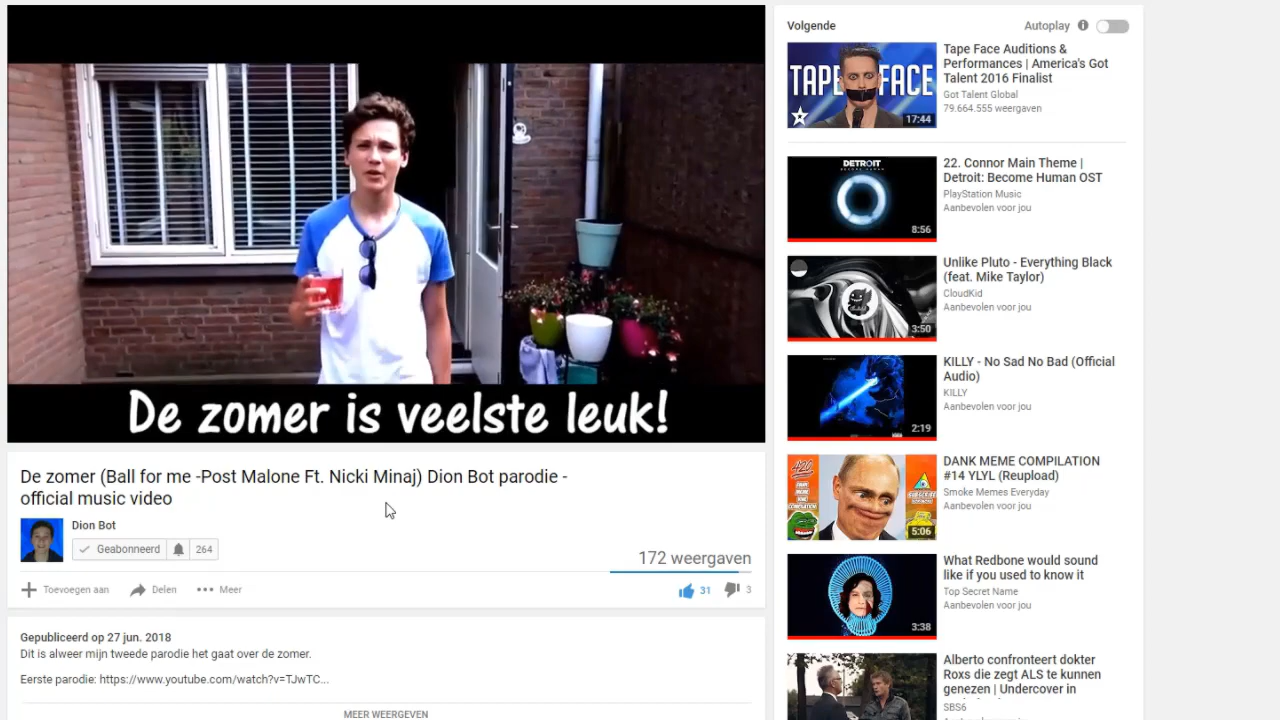 De zomer is veelste leuk!
De zomer (Ball for me -Post Malone Ft. Nicki Minaj) Dion Bot parodie -
official music video
Dion Bot
Geabonneerd 264
172 weergaven
Toevoegen aan Delen Meer 31 3
Gepubliceerd op 27 jun. 2018
Dit is alweer mijn tweede parodie het gaat over de zomer.
Eerste parodie: https://www.youtube.com/watch?v=TJwTC...
MEER WEERGEVEN
Volgende Autoplay
TAPE FACE
17:44
Tape Face Auditions &
Performances | America's Got
Talent 2016 Finalist
Got Talent Global
79.664.555 weergaven
DETROIT
BECOME HUMAN
8:56
22. Connor Main Theme |
Detroit: Become Human OST
PlayStation Music
Aanbevolen voor jou
3:50
Unlike Pluto - Everything Black
(feat. Mike Taylor)
CloudKid
Aanbevolen voor jou
2:19
KILLY - No Sad No Bad (Official
Audio)
KILLY
Aanbevolen voor jou
420
5:06
DANK MEME COMPILATION
#14 YLYL (Reupload)
Smoke Memes Everyday
Aanbevolen voor jou
3:38
What Redbone would sound
like if you used to know it
Top Secret Name
Aanbevolen voor jou
Alberto confronteert dokter
Roxs die zegt ALS te kunnen
genezen | Undercover in
SBS6